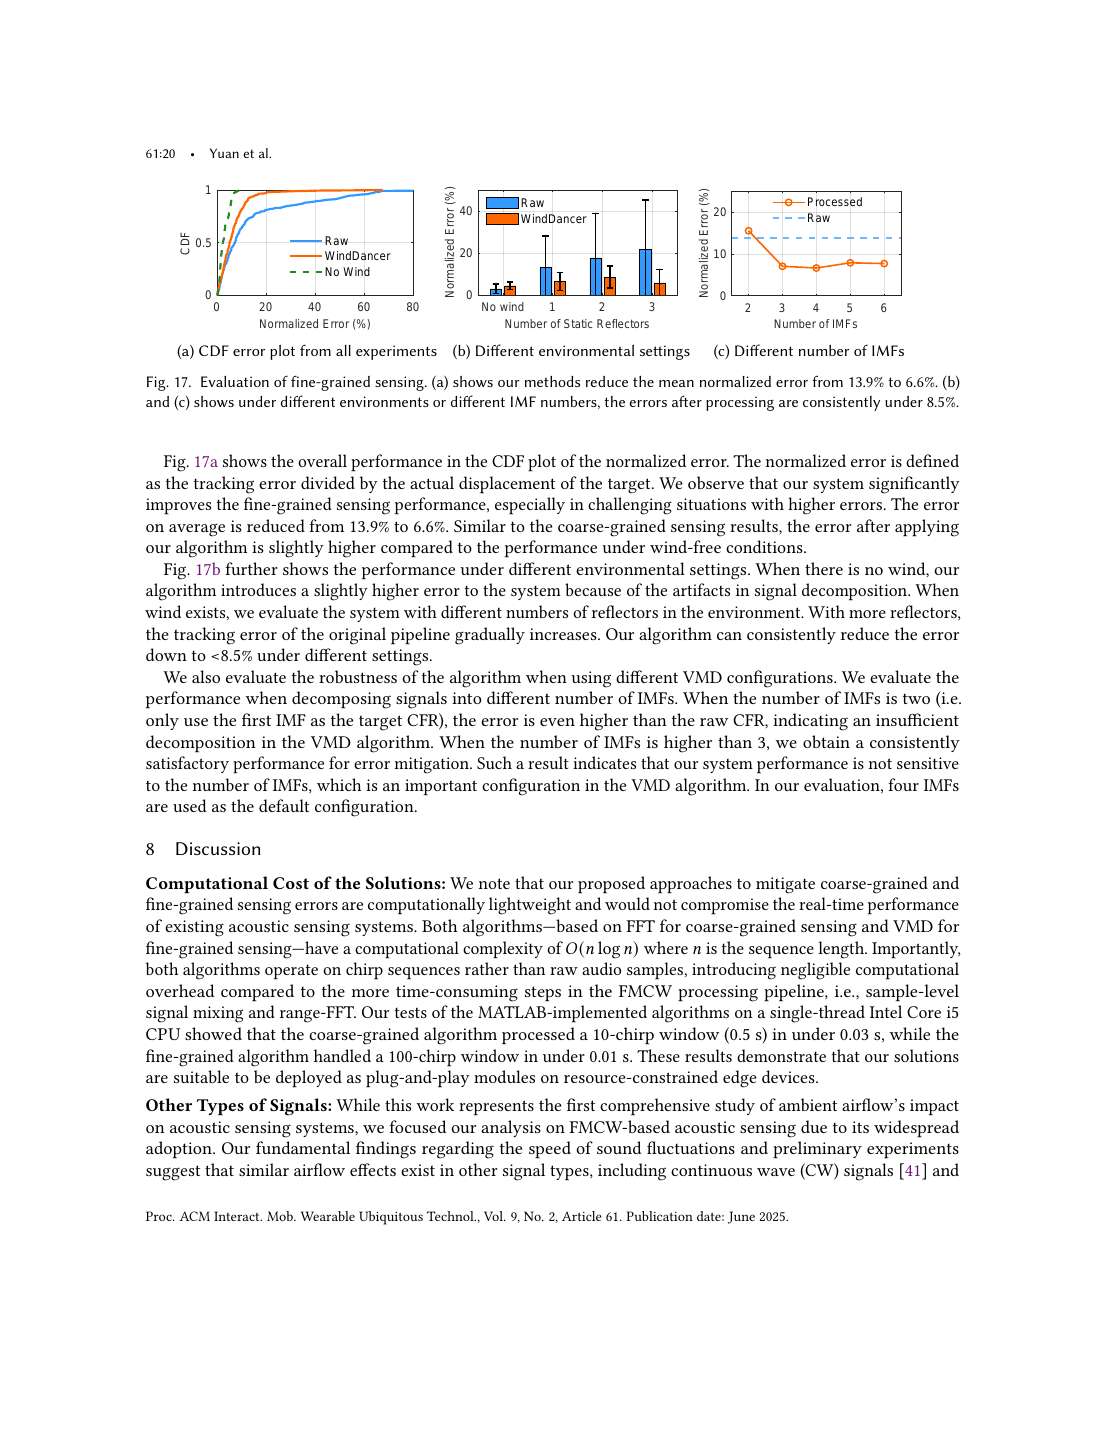 61:20 • Yuan et al.
1
0.5
0
CDF
Raw
WindDancer
No Wind
0 20 40 60 80
Normalized Error (%)
40
20
0
Normalized Error (%)
Raw
WindDancer
No wind 1 2 3
Number of Static Reflectors
20
10
0
Normalized Error (%)
Processed
Raw
2 3 4 5 6
Number of IMFs
(a) CDF error plot from all experiments (b) Different environmental settings (c) Different number of IMFs
Fig. 17. Evaluation of fine-grained sensing. (a) shows our methods reduce the mean normalized error from 13.9% to 6.6%. (b)
and (c) shows under different environments or different IMF numbers, the errors after processing are consistently under 8.5%.
Fig. 17a shows the overall performance in the CDF plot of the normalized error. The normalized error is defined
as the tracking error divided by the actual displacement of the target. We observe that our system significantly
improves the fine-grained sensing performance, especially in challenging situations with higher errors. The error
on average is reduced from 13.9% to 6.6%. Similar to the coarse-grained sensing results, the error after applying
our algorithm is slightly higher compared to the performance under wind-free conditions.
Fig. 17b further shows the performance under different environmental settings. When there is no wind, our
algorithm introduces a slightly higher error to the system because of the artifacts in signal decomposition. When
wind exists, we evaluate the system with different numbers of reflectors in the environment. With more reflectors,
the tracking error of the original pipeline gradually increases. Our algorithm can consistently reduce the error
down to <8.5% under different settings.
We also evaluate the robustness of the algorithm when using different VMD configurations. We evaluate the
performance when decomposing signals into different number of IMFs. When the number of IMFs is two (i.e.
only use the first IMF as the target CFR), the error is even higher than the raw CFR, indicating an insufficient
decomposition in the VMD algorithm. When the number of IMFs is higher than 3, we obtain a consistently
satisfactory performance for error mitigation. Such a result indicates that our system performance is not sensitive
to the number of IMFs, which is an important configuration in the VMD algorithm. In our evaluation, four IMFs
are used as the default configuration.
8 Discussion
Computational Cost of the Solutions: We note that our proposed approaches to mitigate coarse-grained and
fine-grained sensing errors are computationally lightweight and would not compromise the real-time performance
of existing acoustic sensing systems. Both algorithms—based on FFT for coarse-grained sensing and VMD for
fine-grained sensing—have a computational complexity of O(n log n) where n is the sequence length. Importantly,
both algorithms operate on chirp sequences rather than raw audio samples, introducing negligible computational
overhead compared to the more time-consuming steps in the FMCW processing pipeline, i.e., sample-level
signal mixing and range-FFT. Our tests of the MATLAB-implemented algorithms on a single-thread Intel Core i5
CPU showed that the coarse-grained algorithm processed a 10-chirp window (0.5 s) in under 0.03 s, while the
fine-grained algorithm handled a 100-chirp window in under 0.01 s. These results demonstrate that our solutions
are suitable to be deployed as plug-and-play modules on resource-constrained edge devices.
Other Types of Signals: While this work represents the first comprehensive study of ambient airflow's impact
on acoustic sensing systems, we focused our analysis on FMCW-based acoustic sensing due to its widespread
adoption. Our fundamental findings regarding the speed of sound fluctuations and preliminary experiments
suggest that similar airflow effects exist in other signal types, including continuous wave (CW) signals [41] and
Proc. ACM Interact. Mob. Wearable Ubiquitous Technol., Vol. 9, No. 2, Article 61. Publication date: June 2025.